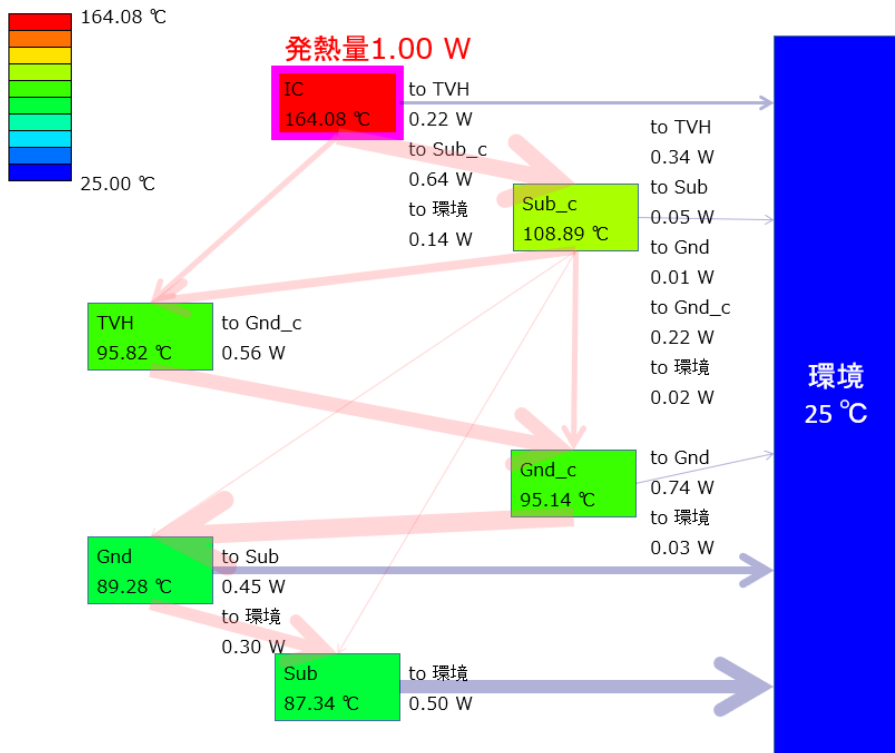 164.08 ℃
25.00 ℃
発熱量1.00 W
IC
164.08 ℃
to TVH
0.22 W
to Sub_c
0.64 W
to 環境
0.14 W
Sub_c
108.89 ℃
to TVH
0.34 W
to Sub
0.05 W
to Gnd
0.01 W
to Gnd_c
0.22 W
to 環境
0.02 W
TVH
95.82 ℃
to Gnd_c
0.56 W
環境
25 ℃
Gnd_c
95.14 ℃
to Gnd
0.74 W
to 環境
0.03 W
Gnd
89.28 ℃
to Sub
0.45 W
to 環境
0.30 W
Sub
87.34 ℃
to 環境
0.50 W